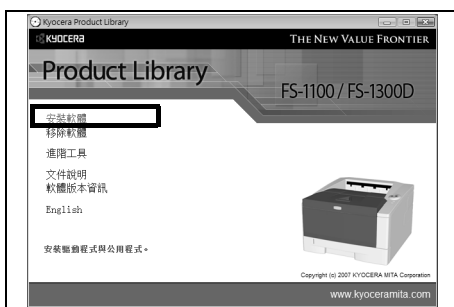 Kyocera Product Library
KYOCERA
THE NEW VALUE FRONTIER
Product Library
FS-1100 / FS-1300D
安裝軟體
移除軟體
進階工具
文件說明
軟體版本資訊
English
安裝驅動程式與公用程式。
Copyright (c) 2007 KYOCERA MITA Corporation
www.kyoceramita.com